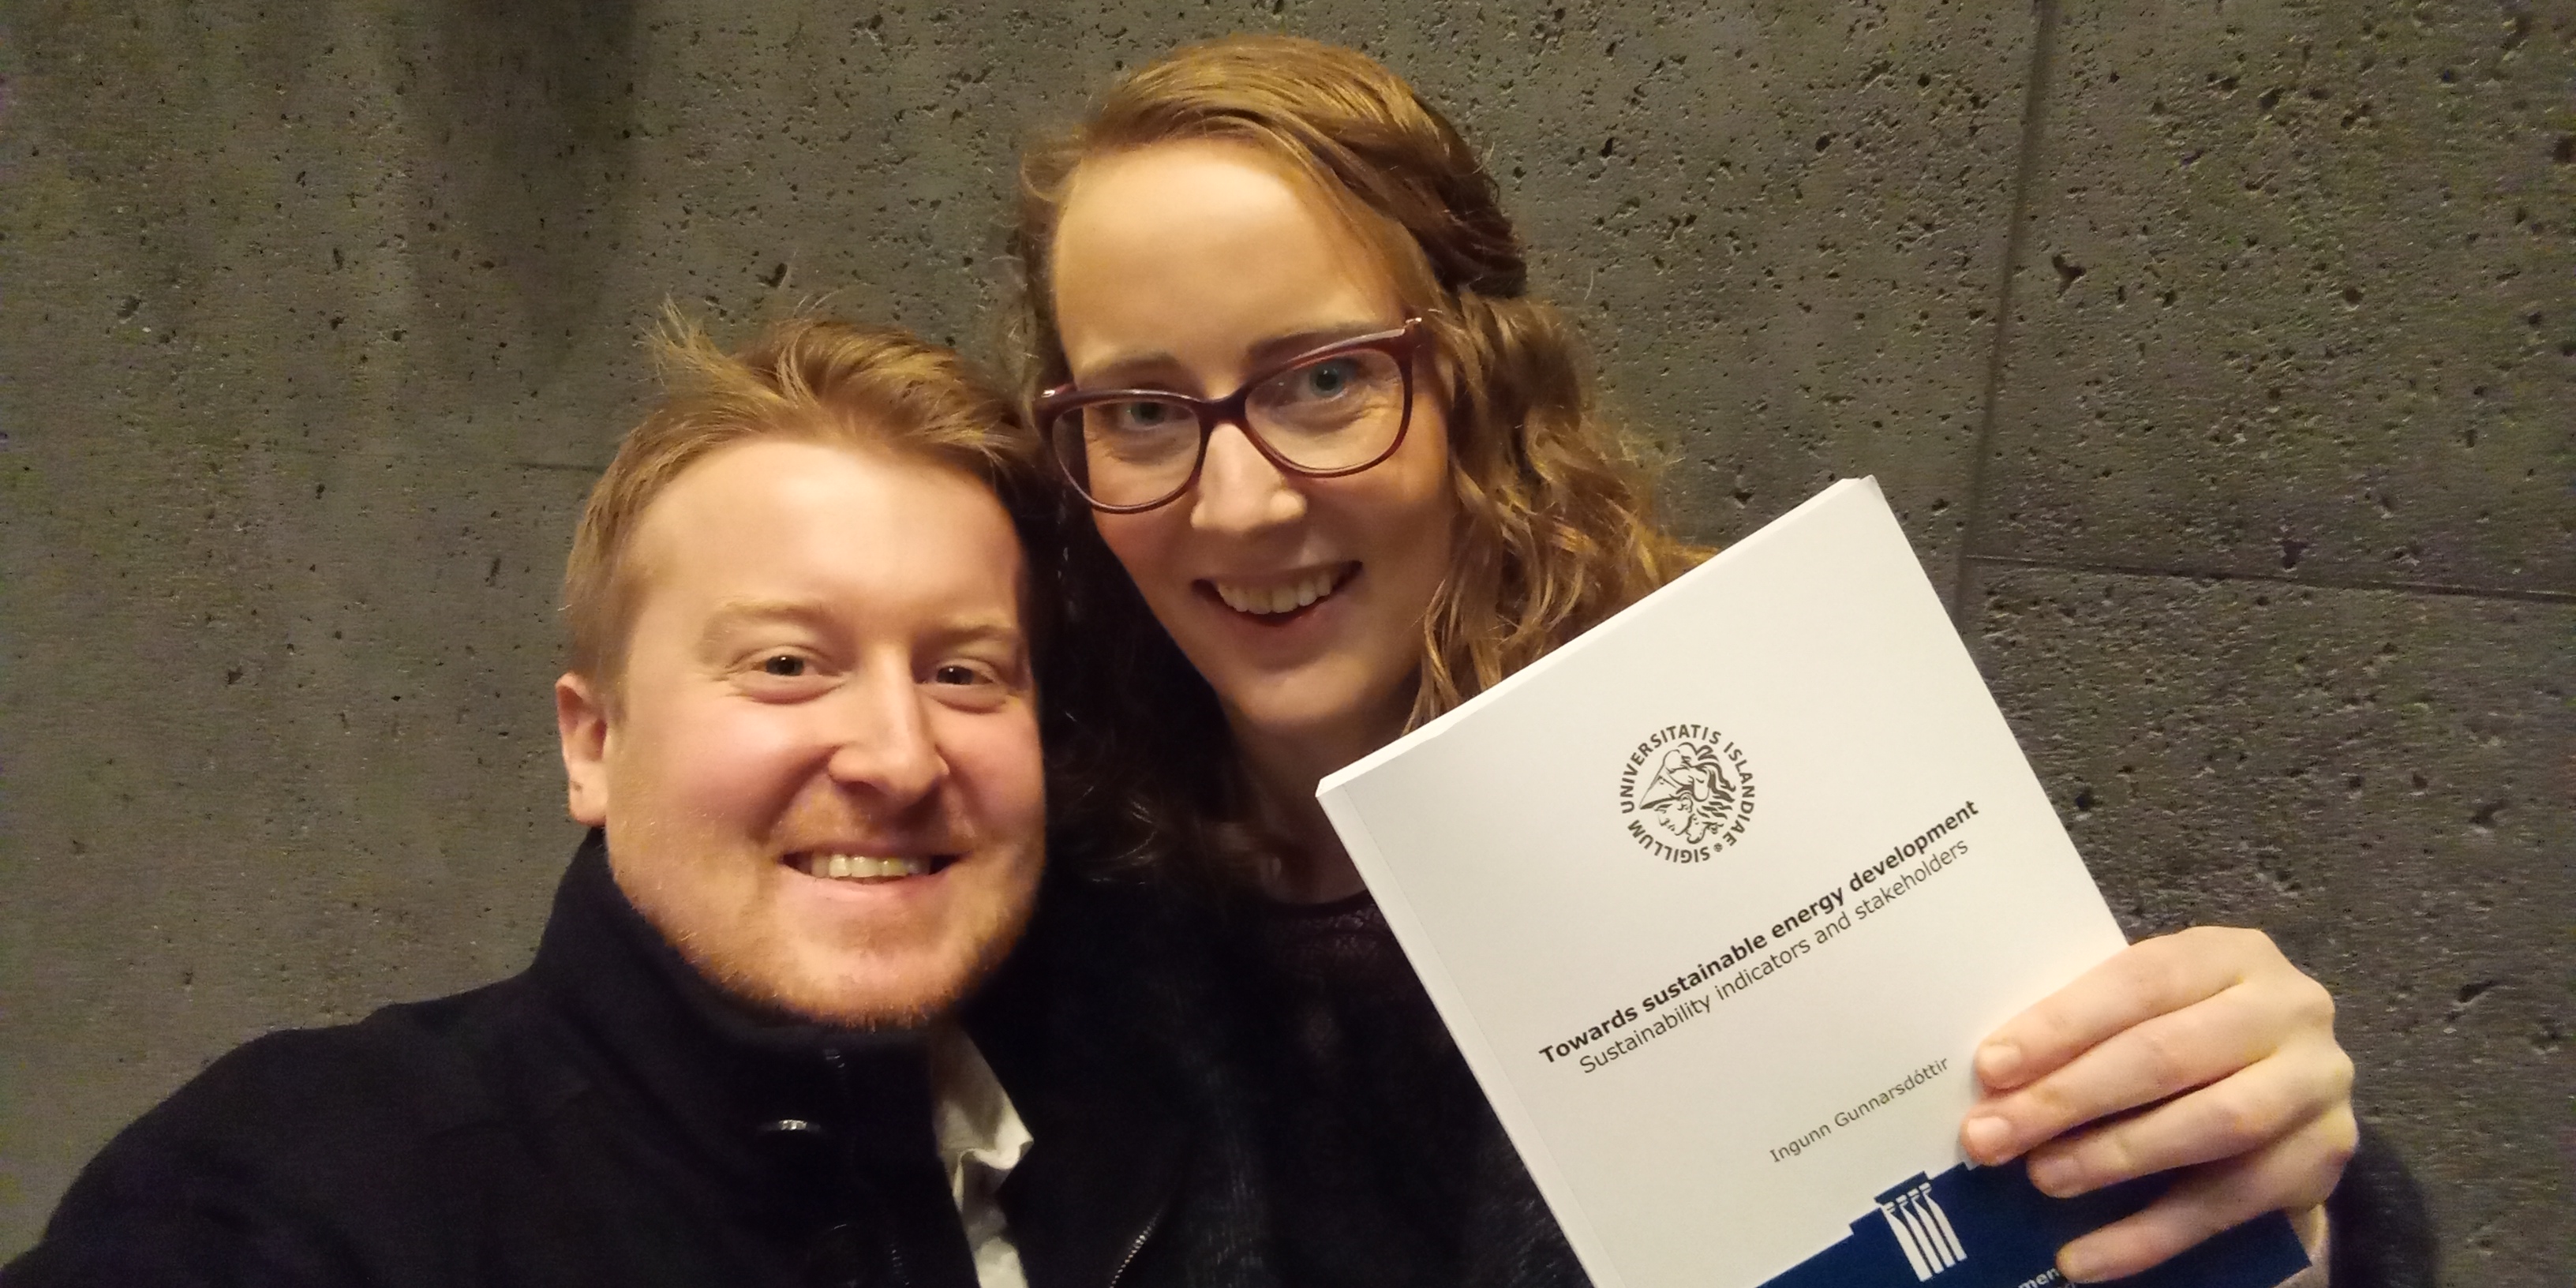 SIGILLUM UNIVERSITATIS ISLANDIAE
Towards sustainable energy development
Sustainability indicators and stakeholders
Ingunn Gunnarsdóttir